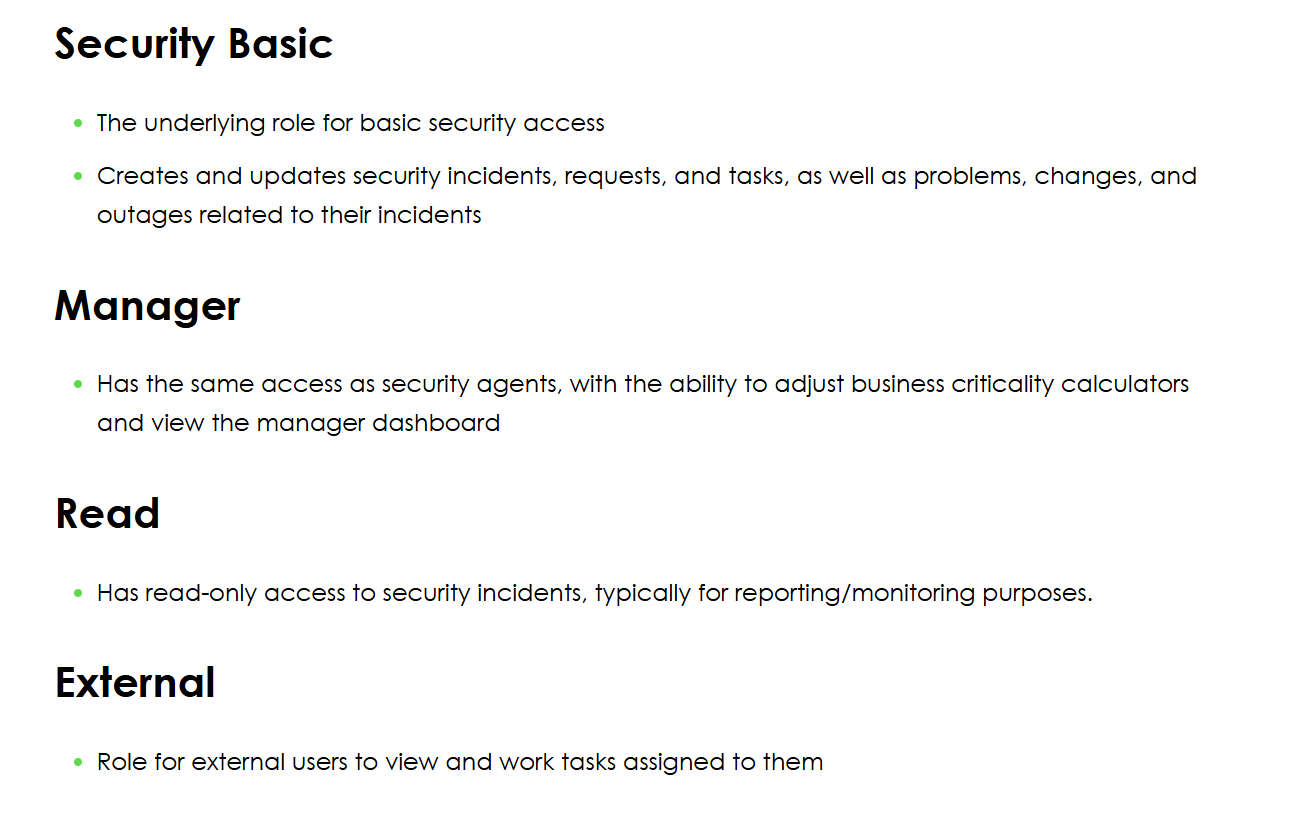 Security Basic
The underlying role for basic security access
Creates and updates security incidents, requests, and tasks, as well as problems, changes, and
outages related to their incidents
Manager
Has the same access as security agents, with the ability to adjust business criticality calculators
and view the manager dashboard
Read
Has read-only access to security incidents, typically for reporting/monitoring purposes.
External
Role for external users to view and work tasks assigned to them